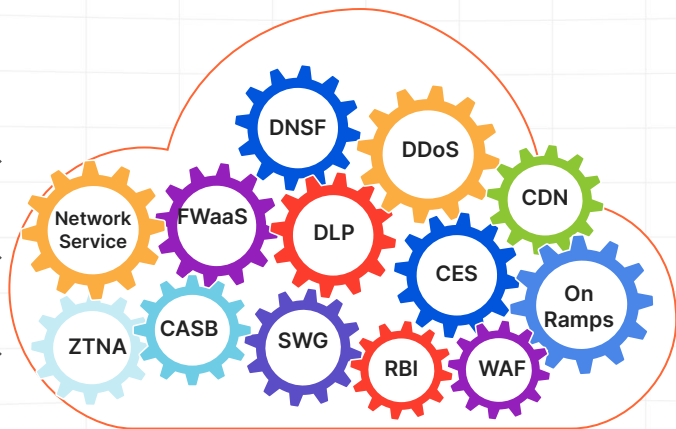 DNSF
DDoS
CDN
Network
Service
FWaaS
DLP
CES
On
Ramps
ZTNA
CASB
SWG
RBI
WAF